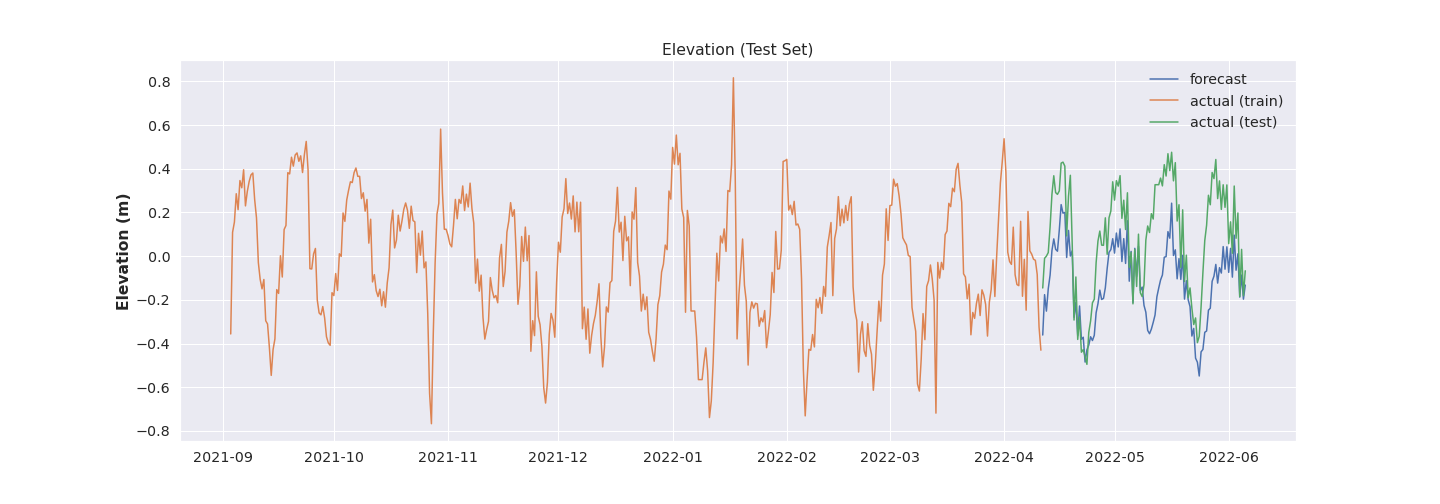 Elevation (Test Set)
forecast
actual (train)
actual (test)
Elevation (m)
0.8
0.6
0.4
0.2
0.0
−0.2
−0.4
−0.6
−0.8
2021-09 2021-10 2021-11 2021-12 2022-01 2022-02 2022-03 2022-04 2022-05 2022-06